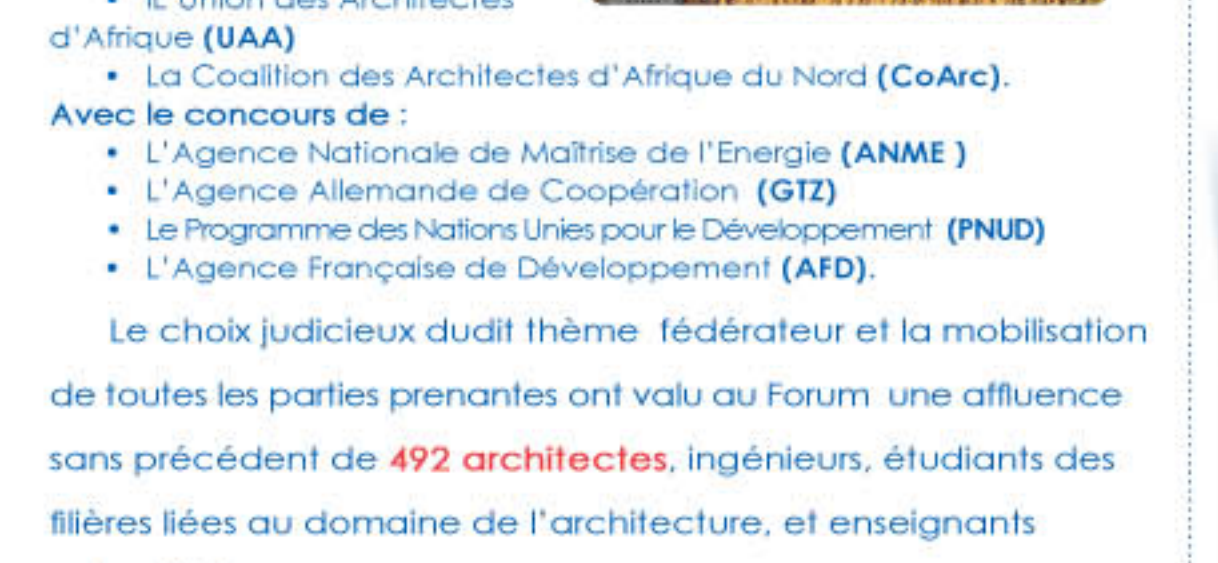 • lL'Union des Architectes
d'Afrique (UAA)
• La Coalition des Architectes d'Afrique du Nord (CoArc).
Avec le concours de :
• L'Agence Nationale de Maîtrise de l'Energie (ANME )
• L'Agence Allemande de Coopération (GTZ)
• Le Programme des Nations Unies pour le Développement (PNUD)
• L'Agence Française de Développement (AFD).
Le choix judicieux dudit thème fédérateur et la mobilisation
de toutes les parties prenantes ont valu au Forum une affluence
sans précédent de 492 architectes, ingénieurs, étudiants des
filières liées au domaine de l'architecture, et enseignants